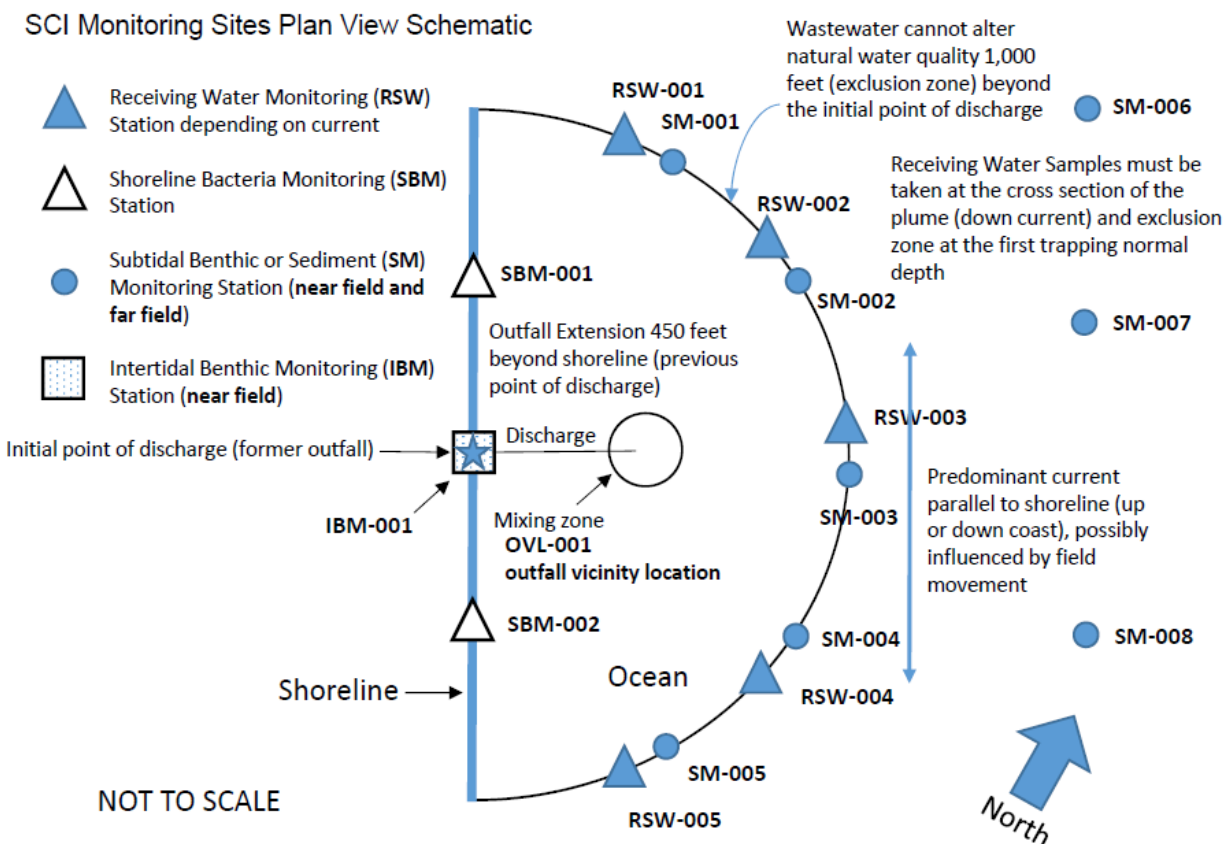 SCI Monitoring Sites Plan View Schematic
Receiving Water Monitoring (RSW)
Station depending on current
Shoreline Bacteria Monitoring (SBM)
Station
Subtidal Benthic or Sediment (SM)
Monitoring Station (near field and
far field)
Intertidal Benthic Monitoring (IBM)
Station (near field)
Initial point of discharge (former outfall)
IBM-001
Shoreline
NOT TO SCALE
SBM-001
Outfall Extension 450 feet
beyond shoreline (previous
point of discharge)
Discharge
Mixing zone
OVL-001
outfall vicinity location
SBM-002
Ocean
RSW-001
SM-001
RSW-002
SM-002
RSW-003
SM-003
SM-004
RSW-004
SM-005
RSW-005
Wastewater cannot alter
natural water quality 1,000
feet (exclusion zone) beyond
the initial point of discharge
SM-006
Receiving Water Samples must be
taken at the cross section of the
plume (down current) and exclusion
zone at the first trapping normal
depth
SM-007
Predominant current
parallel to shoreline (up
or down coast), possibly
influenced by field
movement
SM-008
North